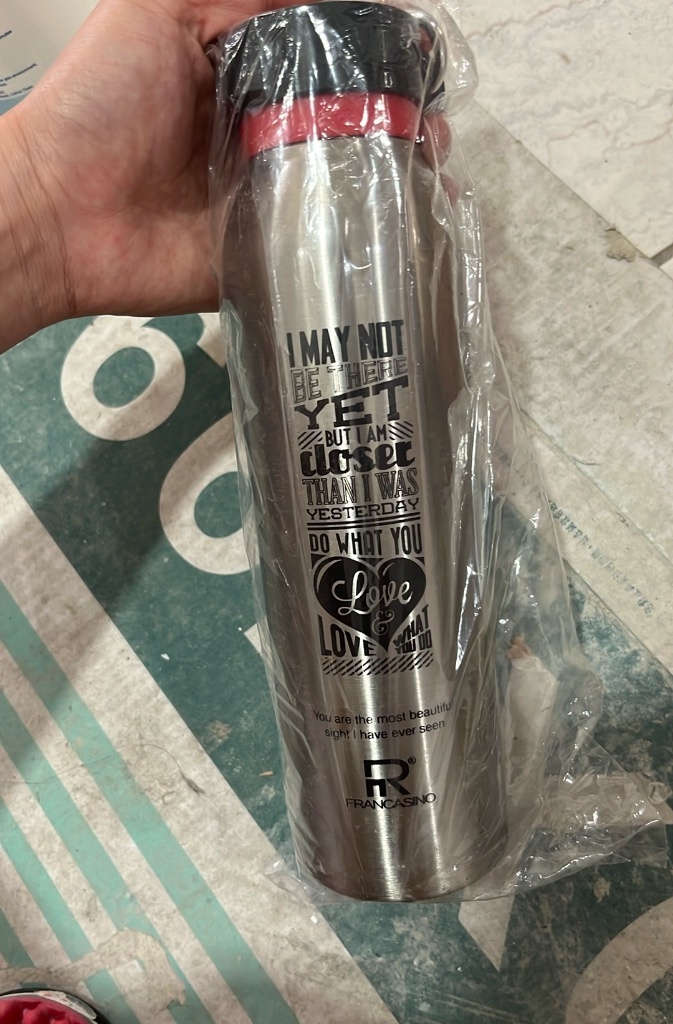 I MAY NOT
BE THERE
YET
BUT I AM
closer
THAN I WAS
YESTERDAY
DO WHAT YOU
Love
&
LOVE WHAT
YOU DO
You are the most beautiful
sight I have ever seen
R®
FRANCASINO